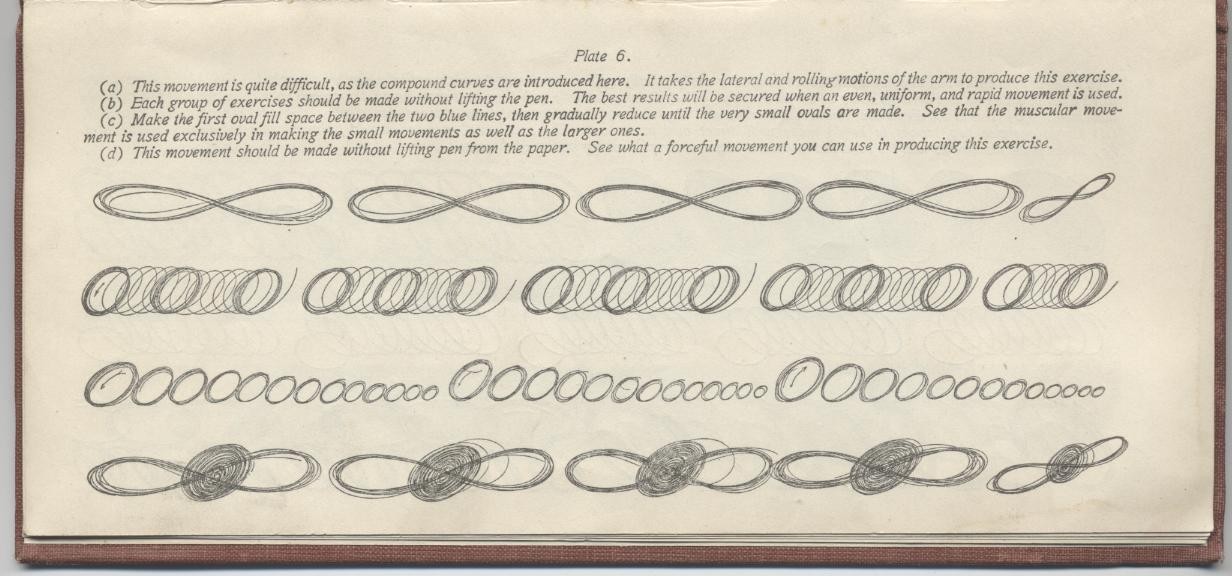 Plate 6.
(a) This movement is quite difficult, as the compound curves are introduced here. It takes the lateral and rolling motions of the arm to produce this exercise.
(b) Each group of exercises should be made without lifting the pen. The best results will be secured when an even, uniform, and rapid movement is used.
(c) Make the first oval fill space between the two blue lines, then gradually reduce until the very small ovals are made. See that the muscular move-
ment is used exclusively in making the small movements as well as the larger ones.
(d) This movement should be made without lifting pen from the paper. See what a forceful movement you can use in producing this exercise.